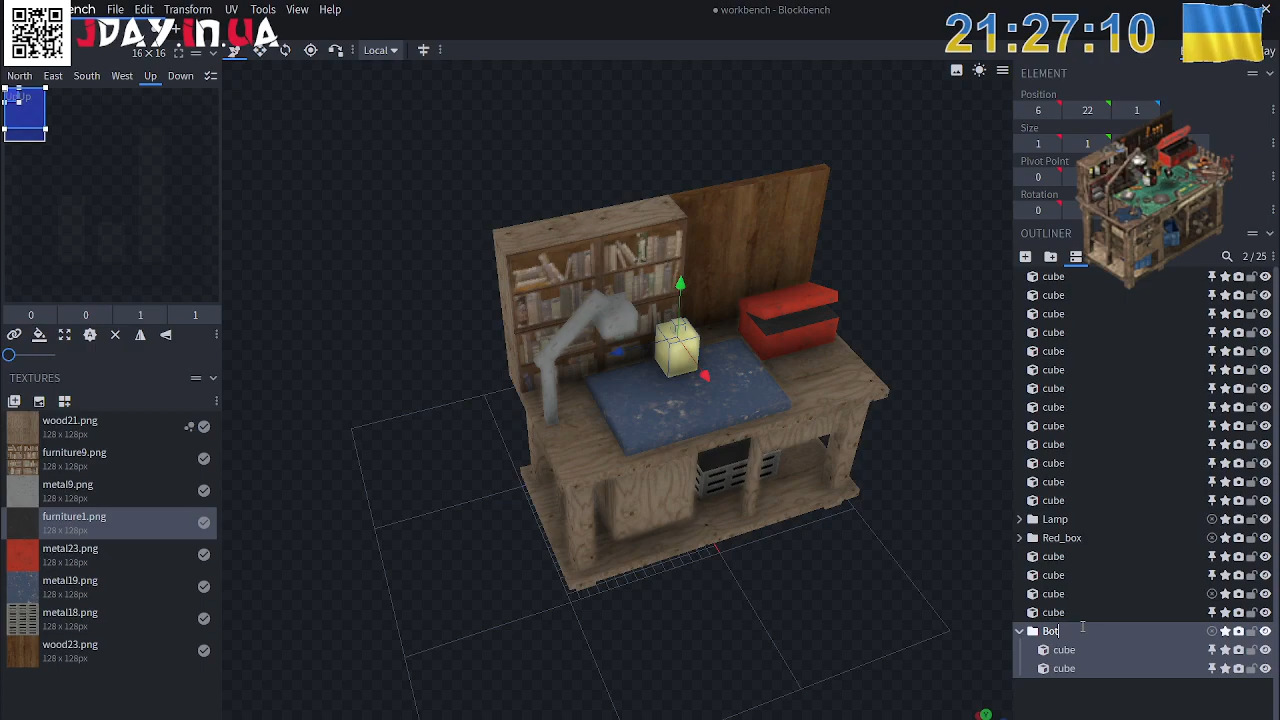 bench File Edit Transform UV Tools View Help
workbench - Blockbench
JDAY.in.UA
21:27:10
16×16
Local
North East South West Up Down
0 0 1 1
TEXTURES
wood21.png
128 x 128px
furniture9.png
128 x 128px
metal9.png
128 x 128px
furniture1.png
128 x 128px
metal23.png
128 x 128px
metal19.png
128 x 128px
metal18.png
128 x 128px
wood23.png
128 x 128px
ELEMENT
Position
6 22 1
Size
1 1
Pivot Point
0
Rotation
0
OUTLINER
2 / 25
cube
cube
cube
cube
cube
cube
cube
cube
cube
cube
cube
cube
cube
Lamp
Red_box
cube
cube
cube
cube
Bot
cube
cube
Y